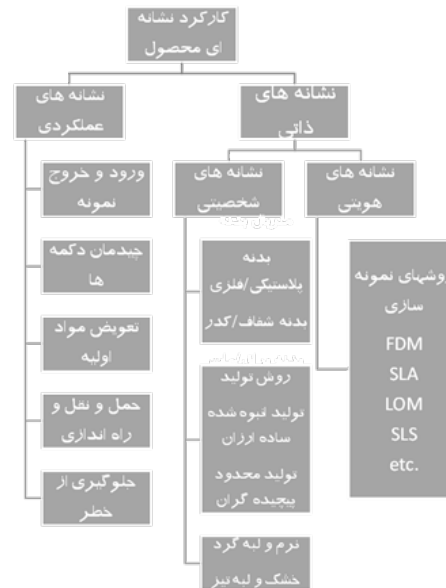 کارکرد نشانه
ای محصول
نشانه های
ذاتی
نشانه های
عملکردی
نشانه های
هویتی
نشانه های
شخصیتی
ورود و خروج
نمونه
چیدمان دکمه
ها
تعویض مواد
اولیه
حمل و نقل و
راه اندازی
جلوگیری از
خطر
بدنه
پلاستیکی/فلزی
بدنه شفاف/کدر
روش تولید
تولید انبوه شده
ساده ارزان
تولید محدود
پیچیده گران
نرم و لبه گرد
خشک و لبه تیز
روشهای نمونه
سازی
FDM
SLA
LOM
SLS
etc.